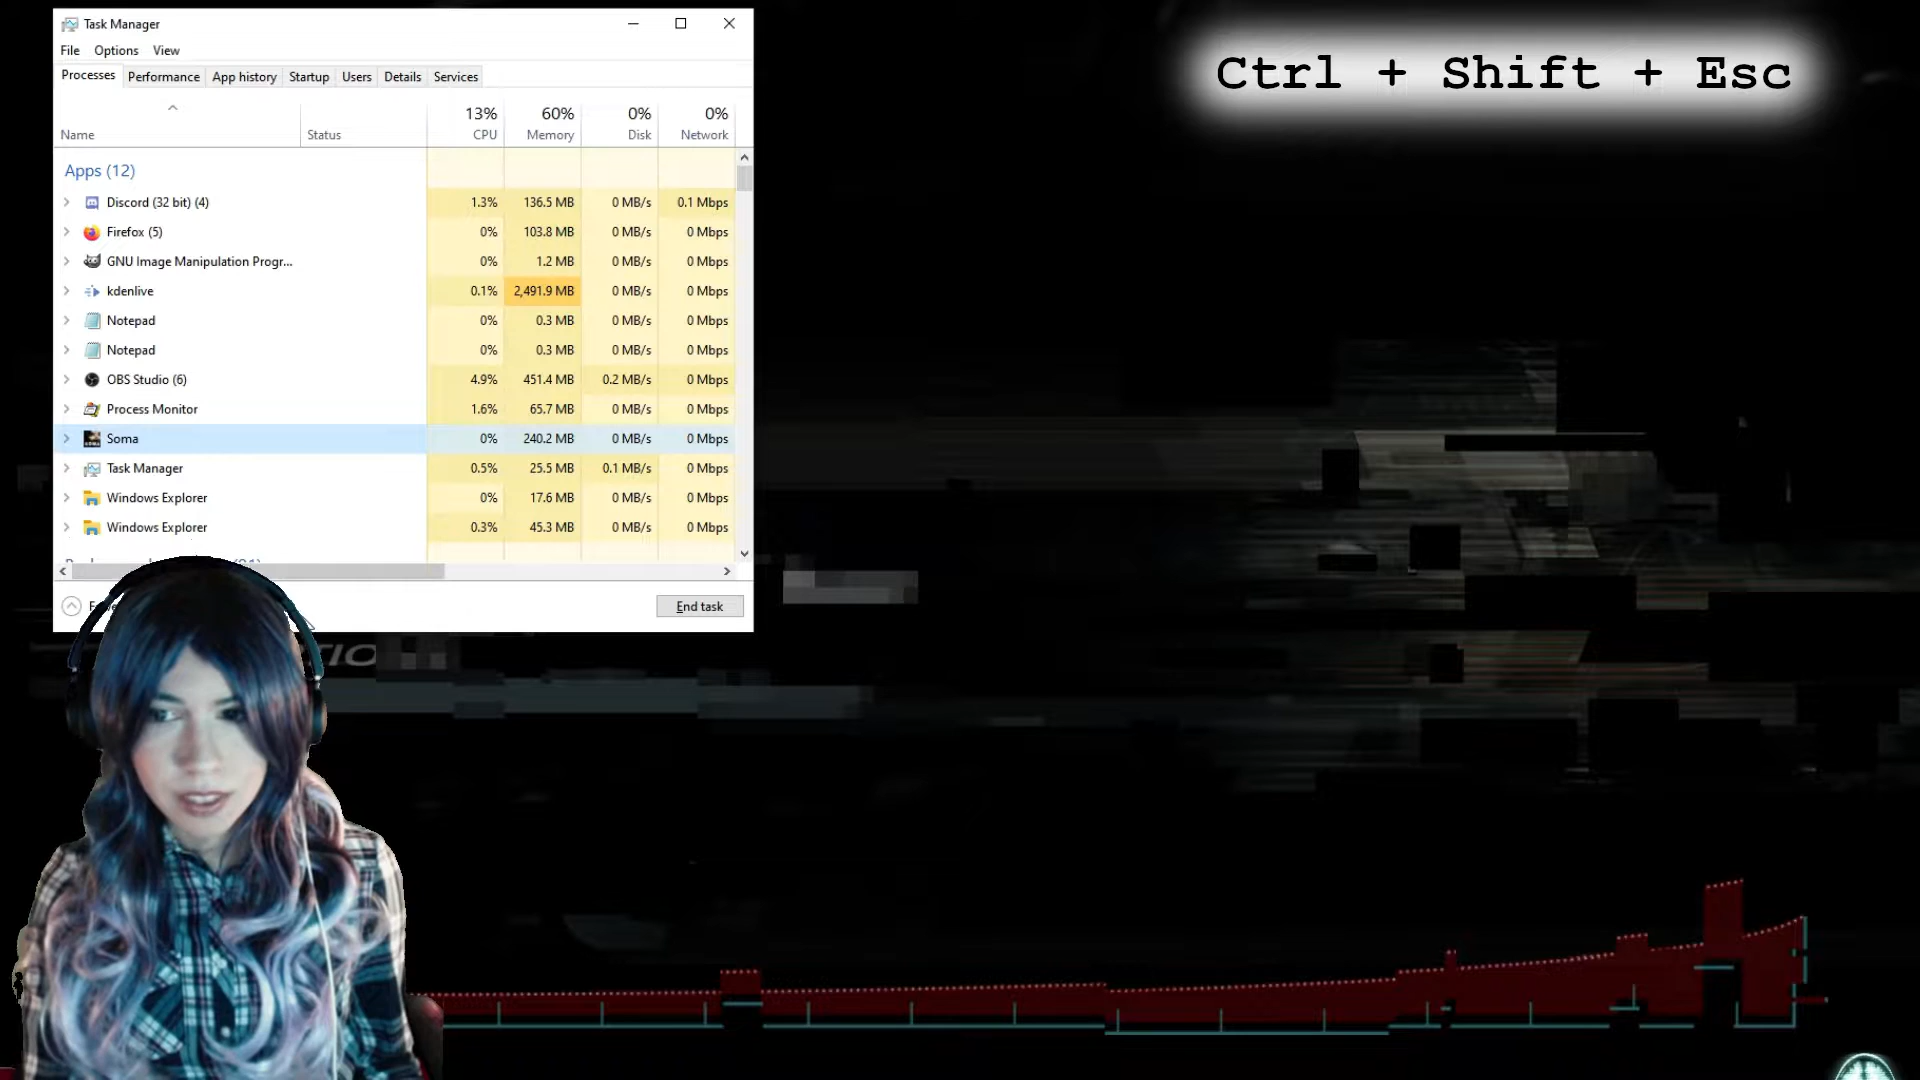 Task Manager
Ctrl + Shift + Esc
File Options View
Processes Performance App history Startup Users Details Services
13% 60% 0% 0%
Name Status CPU Memory Disk Network
Apps (12)
Discord (32 bit) (4) 1.3% 136.5 MB 0 MB/s 0.1 Mbps
Firefox (5) 0% 103.8 MB 0 MB/s 0 Mbps
GNU Image Manipulation Progr... 0% 1.2 MB 0 MB/s 0 Mbps
kdenlive 0.1% 2,491.9 MB 0 MB/s 0 Mbps
Notepad 0% 0.3 MB 0 MB/s 0 Mbps
Notepad 0% 0.3 MB 0 MB/s 0 Mbps
OBS Studio (6) 4.9% 451.4 MB 0.2 MB/s 0 Mbps
Process Monitor 1.6% 65.7 MB 0 MB/s 0 Mbps
Soma 0% 240.2 MB 0 MB/s 0 Mbps
Task Manager 0.5% 25.5 MB 0.1 MB/s 0 Mbps
Windows Explorer 0% 17.6 MB 0 MB/s 0 Mbps
Windows Explorer 0.3% 45.3 MB 0 MB/s 0 Mbps
End task